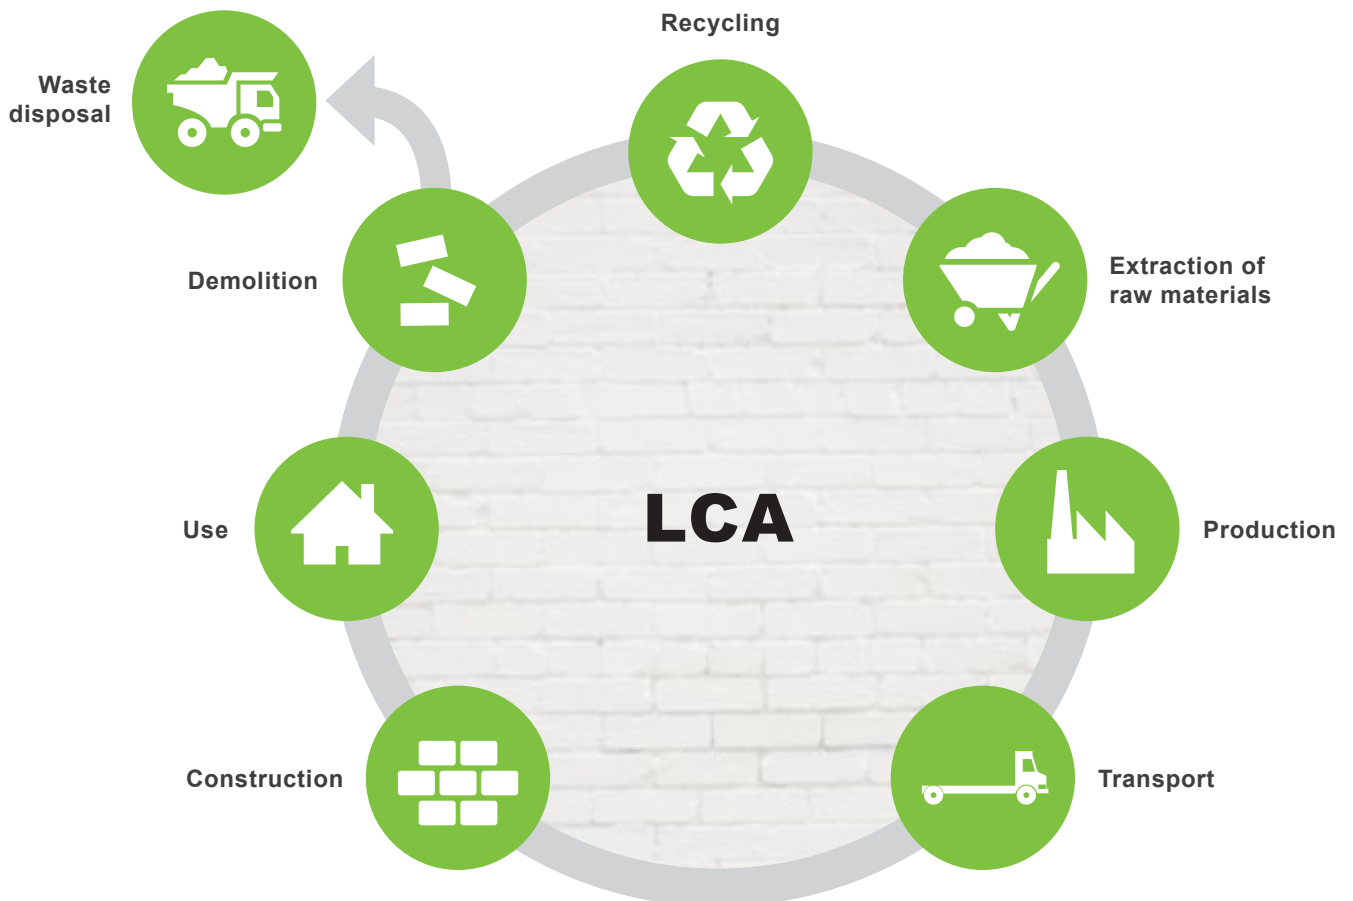 Recycling
Waste
disposal
Demolition
Extraction of
raw materials
Use
LCA
Production
Construction
Transport